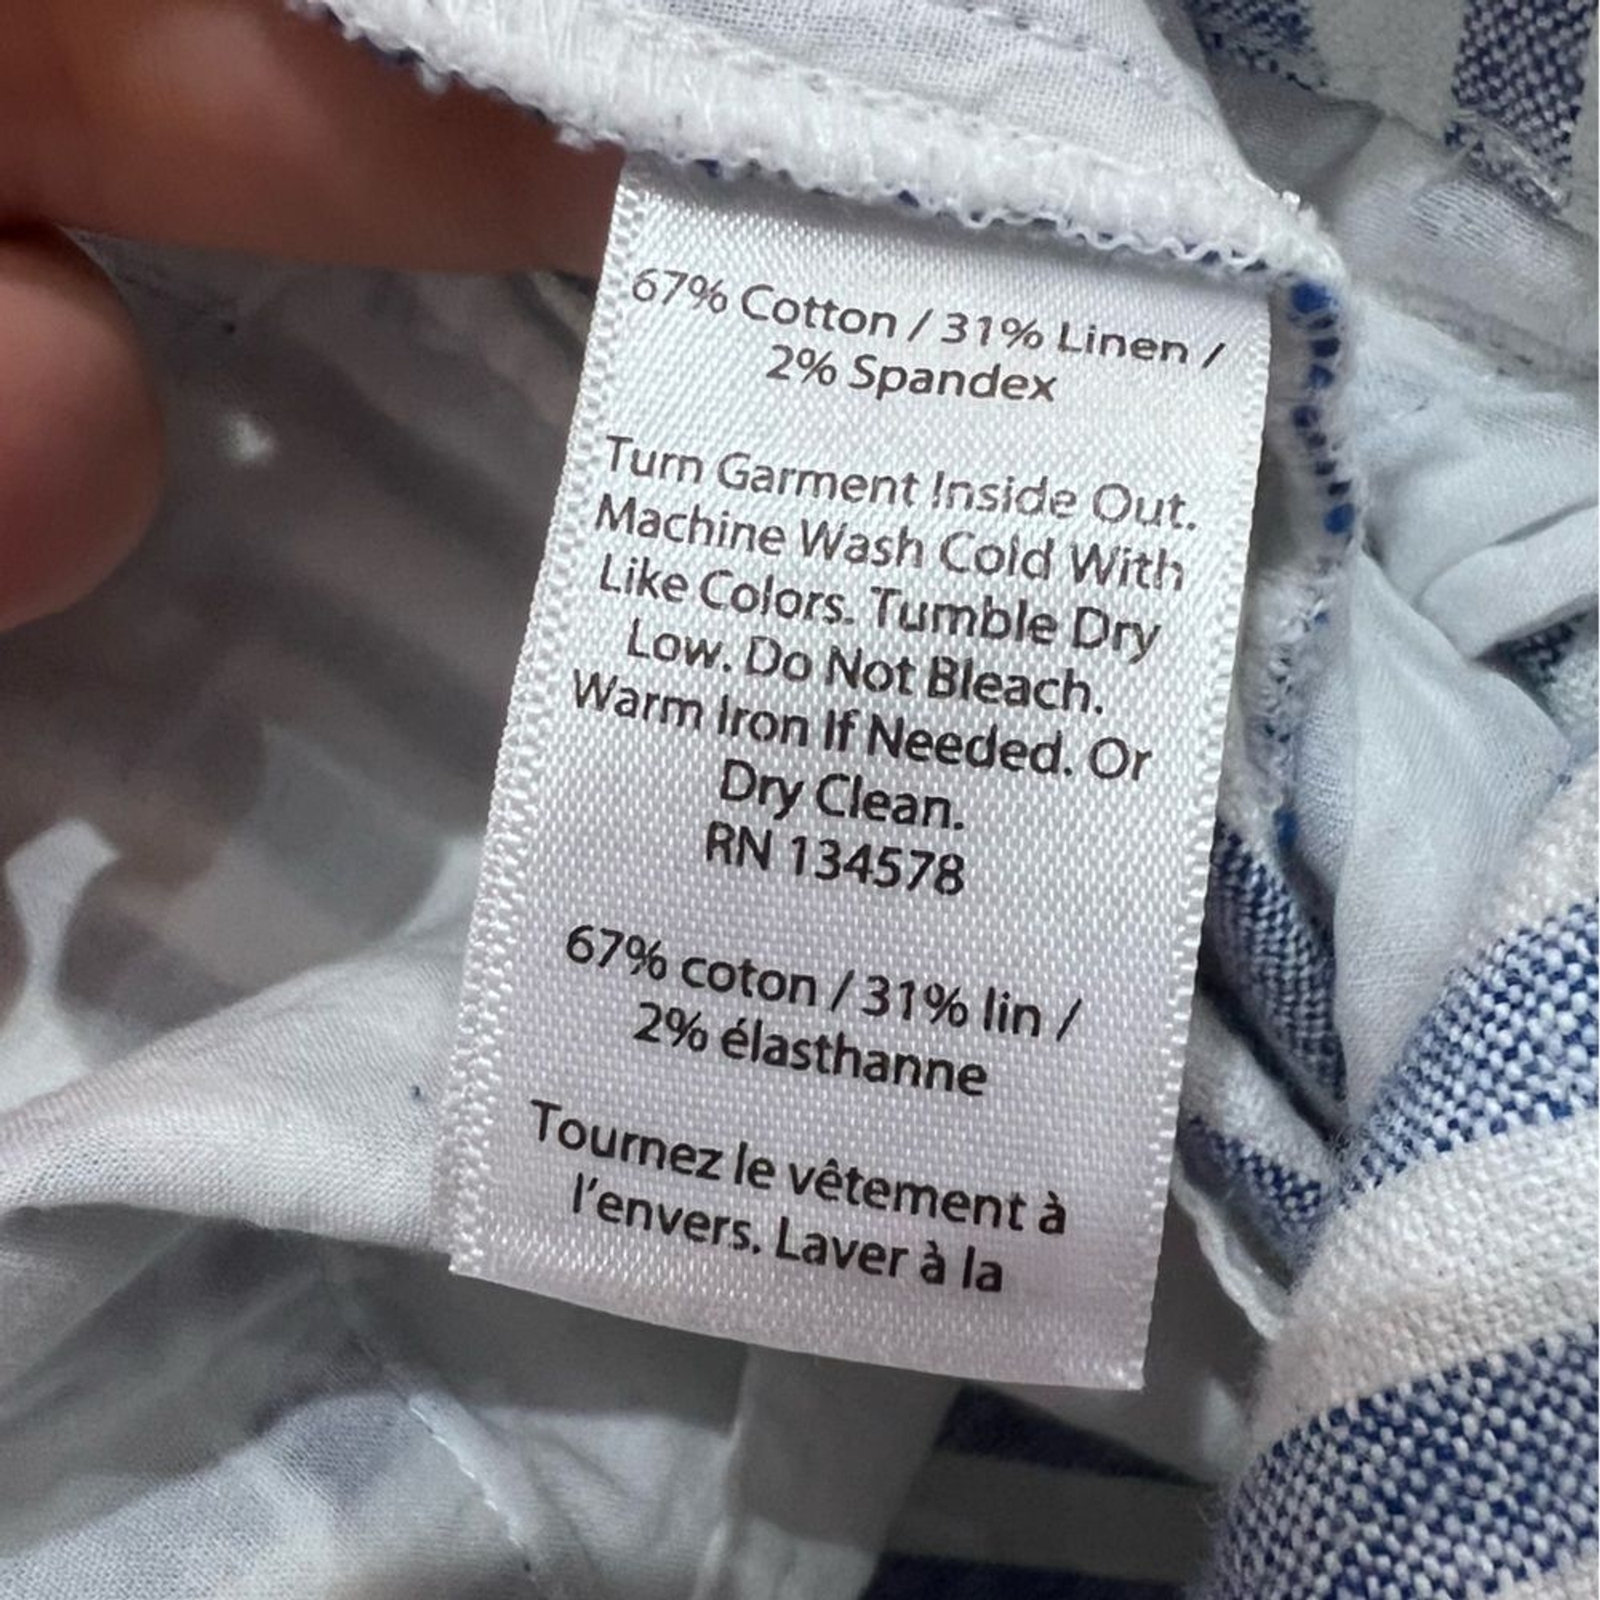 67% Cotton / 31% Linen /
2% Spandex
Turn Garment Inside Out.
Machine Wash Cold With
Like Colors. Tumble Dry
Low. Do Not Bleach.
Warm Iron If Needed. Or
Dry Clean.
RN 134578
67% coton / 31% lin /
2% élasthanne
Tournez le vêtement à
l'envers. Laver à la